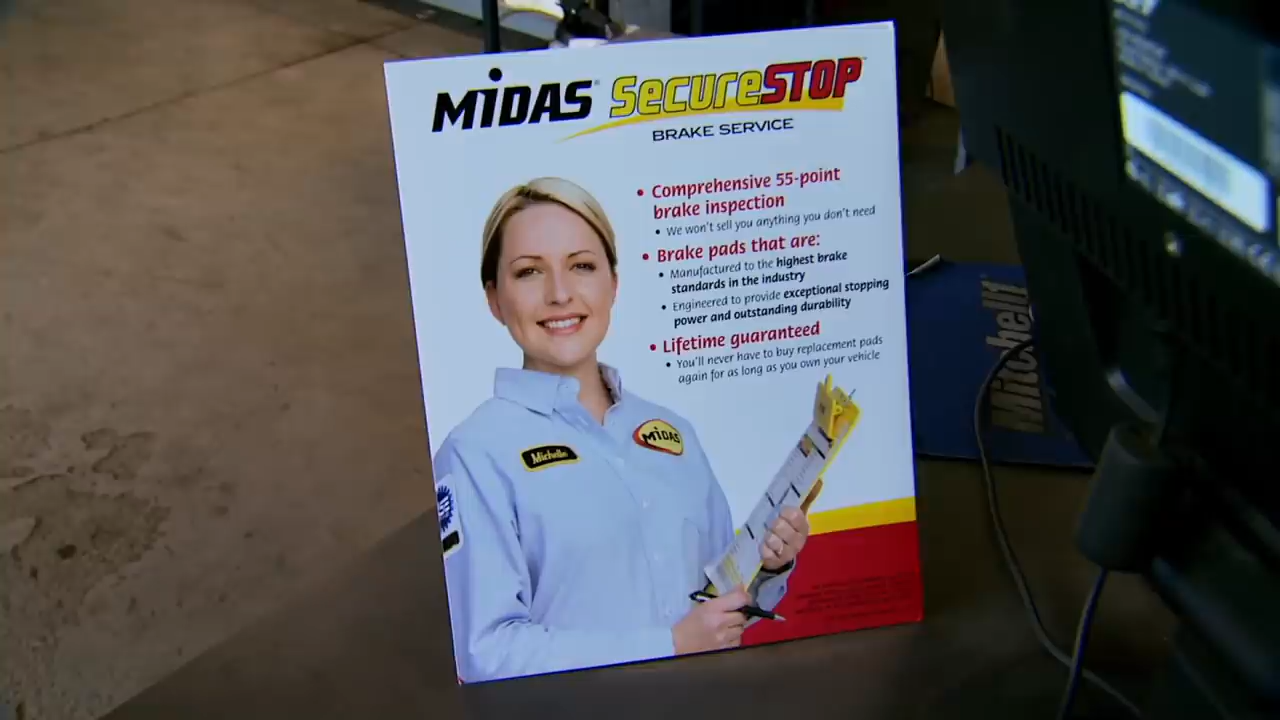 MiDAS SecureSTOP
BRAKE SERVICE
• Comprehensive 55-point
brake inspection
• We won't sell you anything you don't need
• Brake pads that are:
• Manufactured to the highest brake
standards in the industry
• Engineered to provide exceptional stopping
power and outstanding durability
• Lifetime guaranteed
• You'll never have to buy replacement pads
again for as long as you own your vehicle
Michelle
MiDAS
Mitchell1